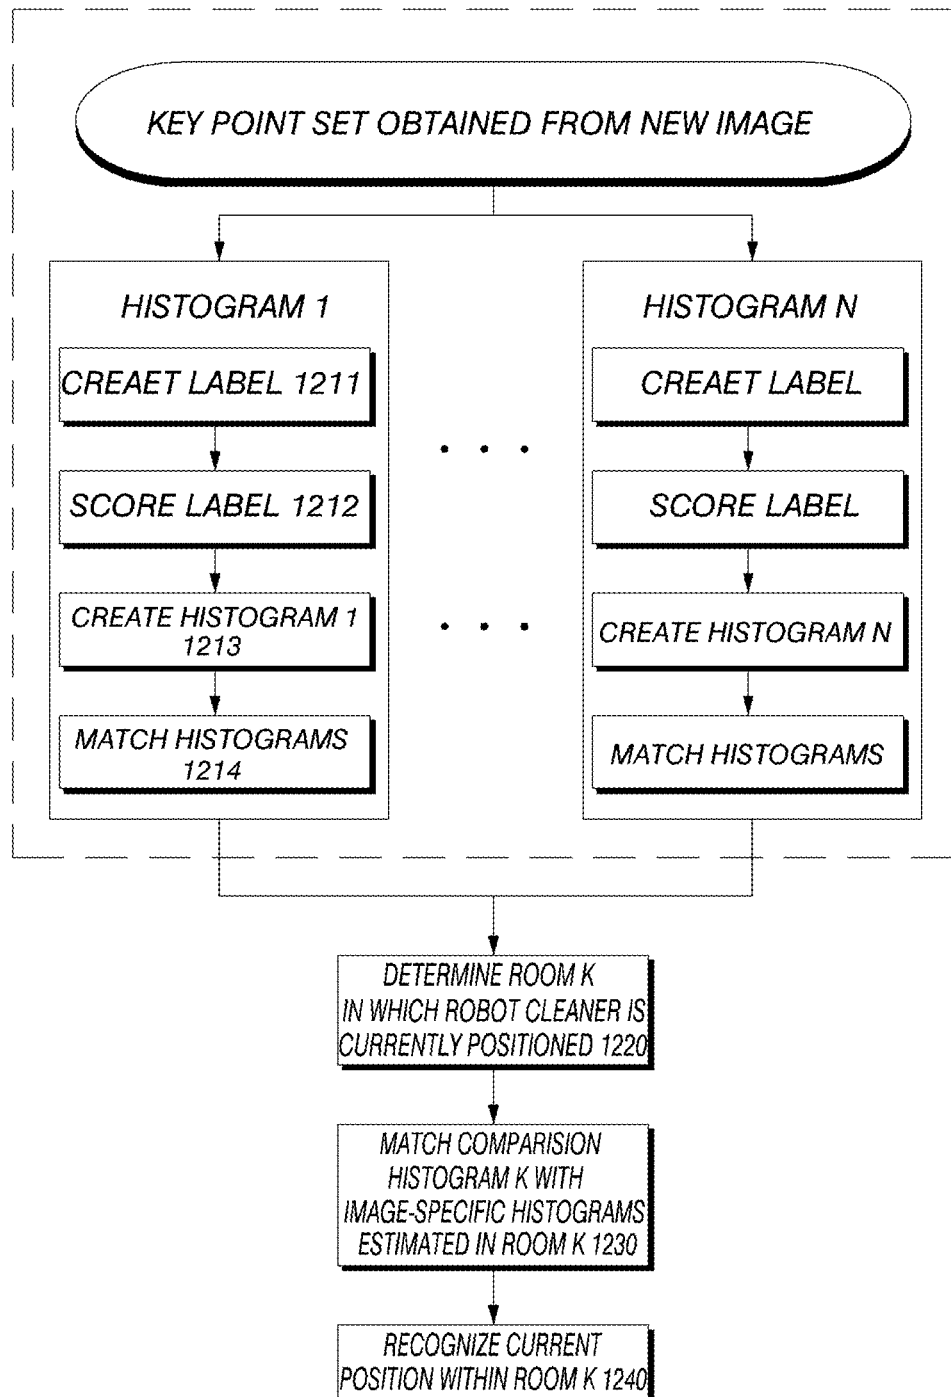 KEY POINT SET OBTAINED FROM NEW IMAGE
HISTOGRAM 1
CREAET LABEL 1211
SCORE LABEL 1212
CREATE HISTOGRAM 1
1213
MATCH HISTOGRAMS
1214
HISTOGRAM N
CREAET LABEL
SCORE LABEL
CREATE HISTOGRAM N
MATCH HISTOGRAMS
DETERMINE ROOM K
IN WHICH ROBOT CLEANER IS
CURRENTLY POSITIONED 1220
MATCH COMPARISION
HISTOGRAM K WITH
IMAGE-SPECIFIC HISTOGRAMS
ESTIMATED IN ROOM K 1230
RECOGNIZE CURRENT
POSITION WITHIN ROOM K 1240